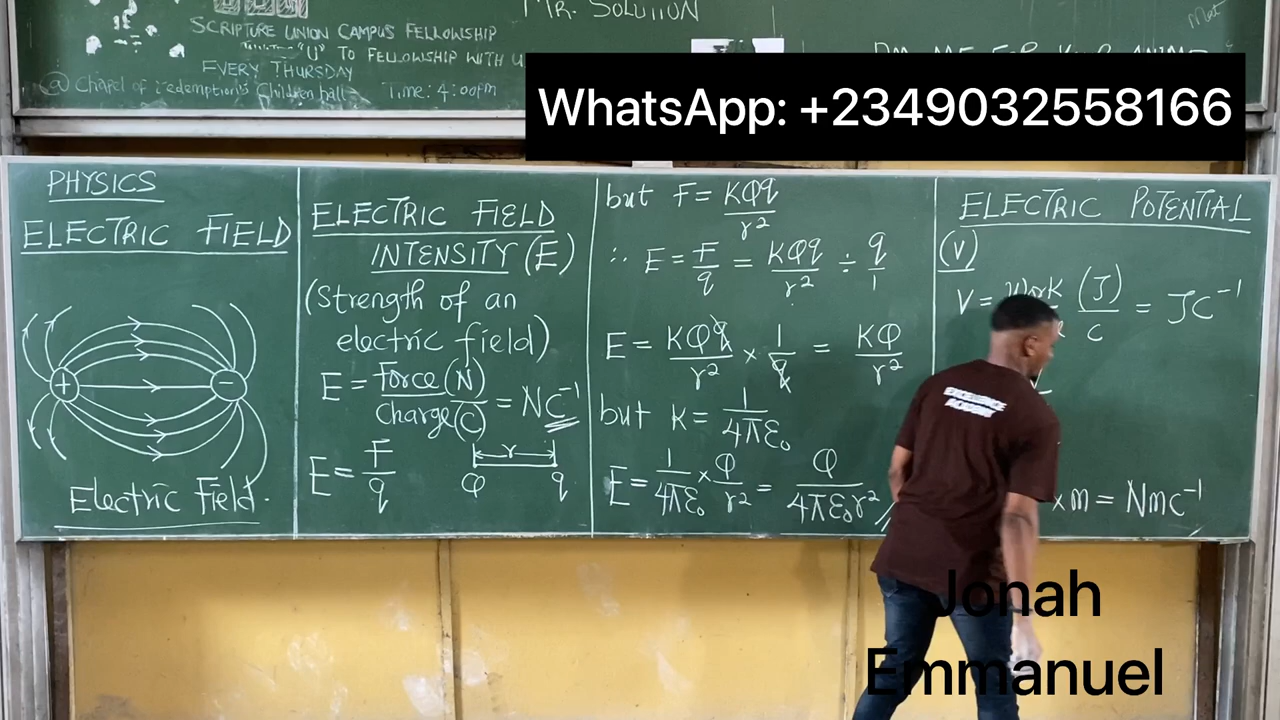 MR. SOLUTION
SCRIPTURE UNION CAMPUS FELLOWSHIP
"U" TO FELLOWSHIP WITH U
EVERY THURSDAY
@ Chapel of redemption's Children hall Time: 4:00pm
WhatsApp: +2349032558166
PHYSICS
ELECTRIC FIELD
+
−
Electric Field.
ELECTRIC FIELD
INTENSITY (E)
(Strength of an
electric field)
E = Force(N)/Charge(C) = NC⁻¹
E = F/q
r
Q q
but F = KQq/r²
∴ E = F/q = KQq/r² ÷ q/1
E = KQq/r² × 1/q = KQ/r²
but K = 1/4πε₀
E = 1/4πε₀ × Q/r² = Q/4πε₀r² //
ELECTRIC POTENTIAL
(V)
V = Work (J)/C = JC⁻¹
×m = NmC⁻¹
Jonah
Emmanuel